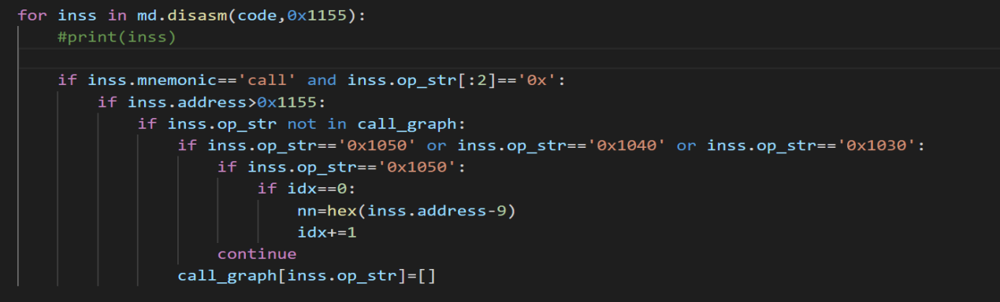 for inss in md.disasm(code,0x1155):
    #print(inss)
    if inss.mnemonic=='call' and inss.op_str[:2]=='0x':
        if inss.address>0x1155:
            if inss.op_str not in call_graph:
                if inss.op_str=='0x1050' or inss.op_str=='0x1040' or inss.op_str=='0x1030':
                    if inss.op_str=='0x1050':
                        if idx==0:
                            nn=hex(inss.address-9)
                            idx+=1
                    continue
                call_graph[inss.op_str]=[]